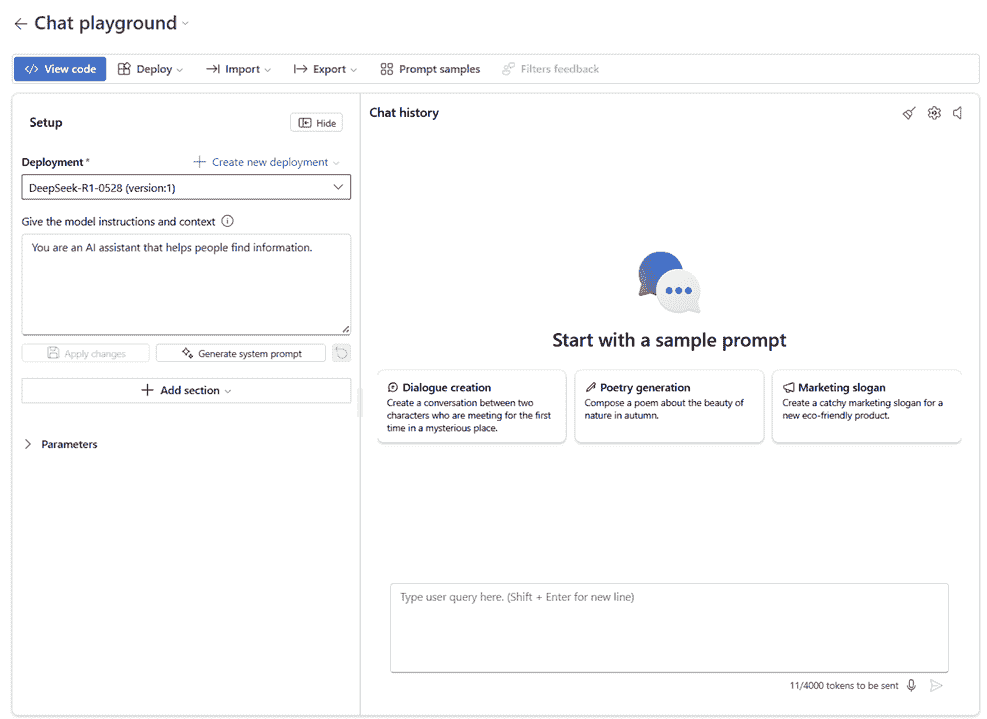 Chat playground
View code
Deploy
Import
Export
Prompt samples
Filters feedback
Setup
Hide
Deployment *
Create new deployment
DeepSeek-R1-0528 (version:1)
Give the model instructions and context
You are an AI assistant that helps people find information.
Apply changes
Generate system prompt
Add section
Parameters
Chat history
Start with a sample prompt
Dialogue creation
Create a conversation between two
characters who are meeting for the first
time in a mysterious place.
Poetry generation
Compose a poem about the beauty of
nature in autumn.
Marketing slogan
Create a catchy marketing slogan for a
new eco-friendly product.
Type user query here. (Shift + Enter for new line)
11/4000 tokens to be sent